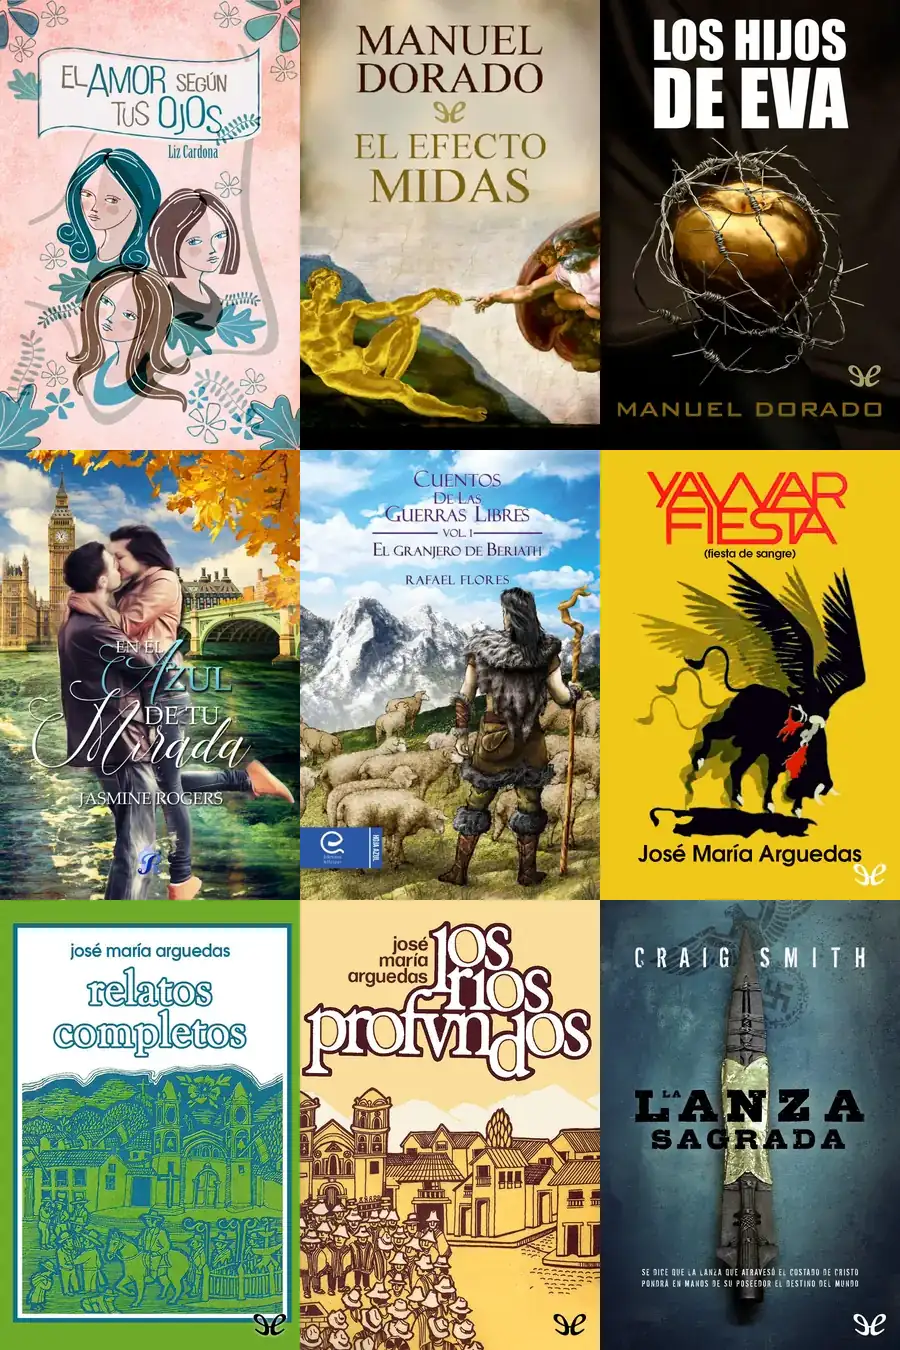 EL AMOR SEGÚN
TUS OJOS
Liz Cardona
MANUEL
DORADO
EL EFECTO
MIDAS
LOS HIJOS
DE EVA
MANUEL DORADO
EN EL
AZUL
DE TU
Mirada
JASMINE ROGERS
CUENTOS
DE LAS
GUERRAS LIBRES
VOL. I
EL GRANJERO DE BERIATH
RAFAEL FLORES
YAWAR
FIESTA
(fiesta de sangre)
José María Arguedas
josé maría arguedas
relatos
completos
josé
maría
arguedas
los
ríos
profundos
CRAIG SMITH
LA
LANZA
SAGRADA
SE DICE QUE LA LANZA QUE ATRAVESÓ EL COSTADO DE CRISTO
PONDRÁ EN MANOS DE SU POSEEDOR EL DESTINO DEL MUNDO